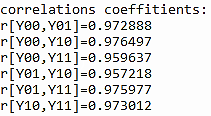 correlations coeffitients:
r[Y00,Y01]=0.972888
r[Y00,Y10]=0.976497
r[Y00,Y11]=0.959637
r[Y01,Y10]=0.957218
r[Y01,Y11]=0.975977
r[Y10,Y11]=0.973012